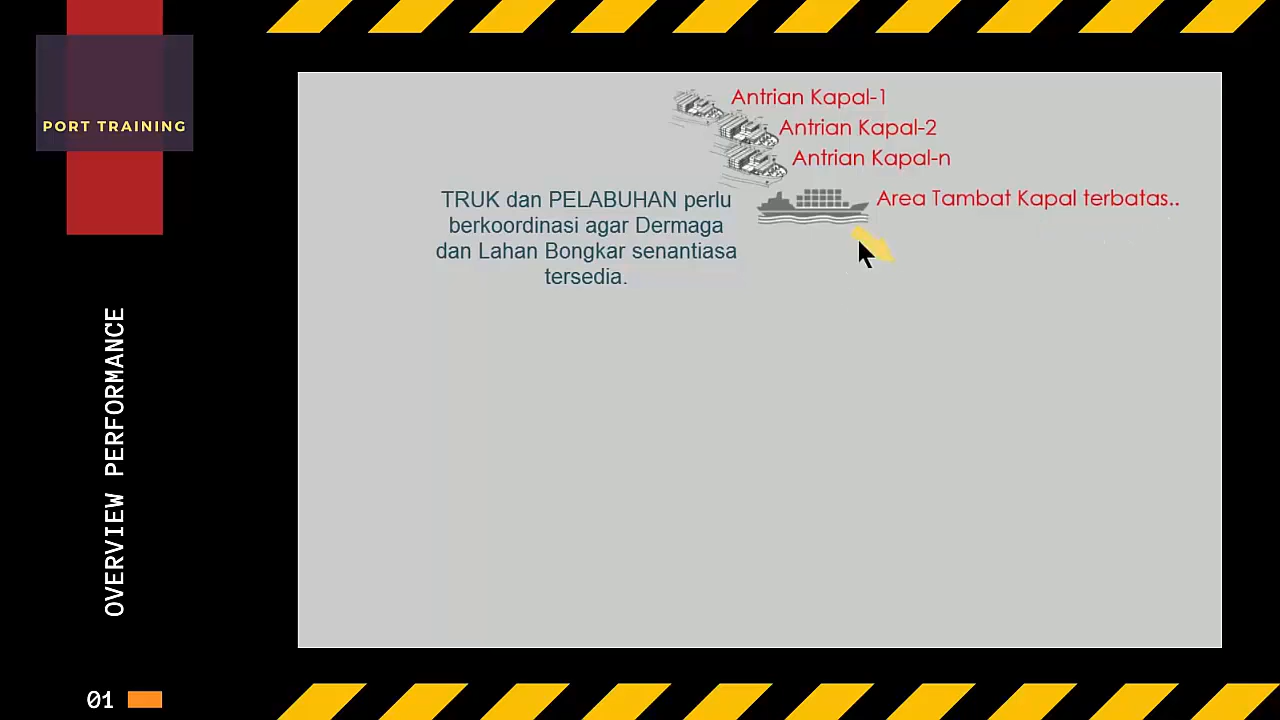 PORT TRAINING
OVERVIEW PERFORMANCE
01
Antrian Kapal-1
Antrian Kapal-2
Antrian Kapal-n
Area Tambat Kapal terbatas..
TRUK dan PELABUHAN perlu
berkoordinasi agar Dermaga
dan Lahan Bongkar senantiasa
tersedia.